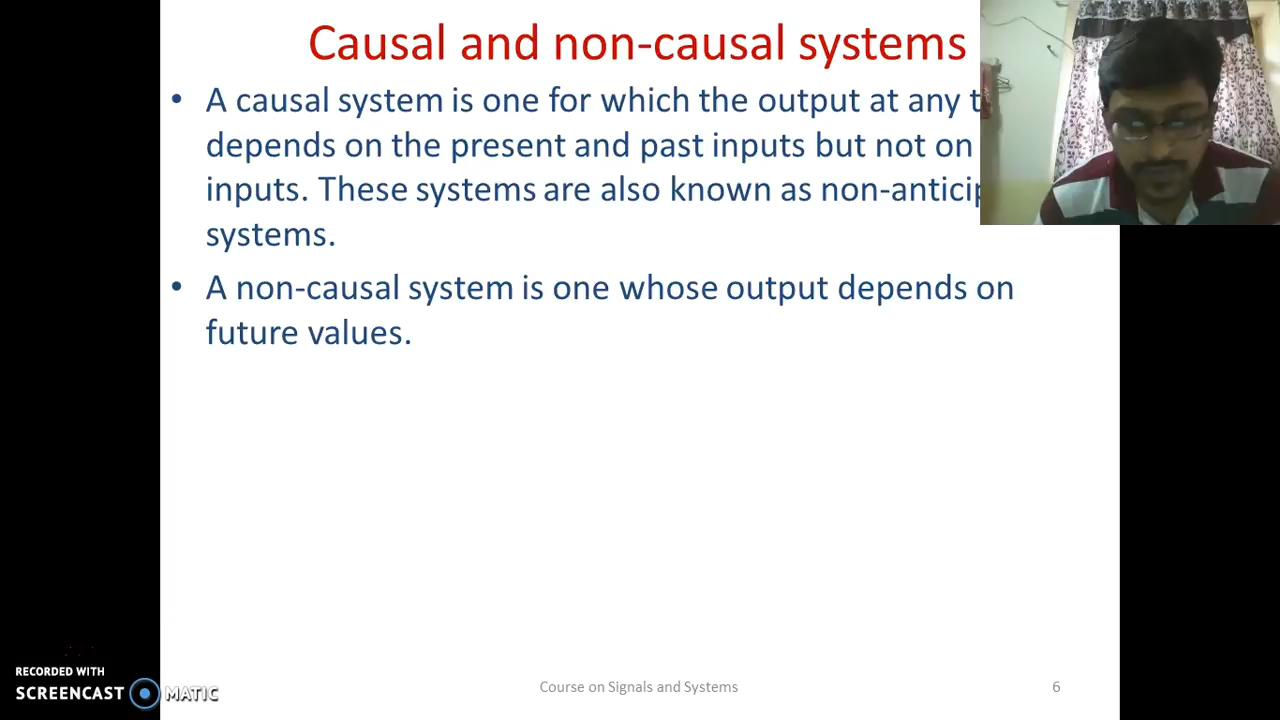 Causal and non-causal systems
• A causal system is one for which the output at any
depends on the present and past inputs but not on
inputs. These systems are also known as
systems.
• A non-causal system is one whose output depends on
future values.
RECORDED WITH
SCREENCAST MATIC
Course on Signals and Systems
6